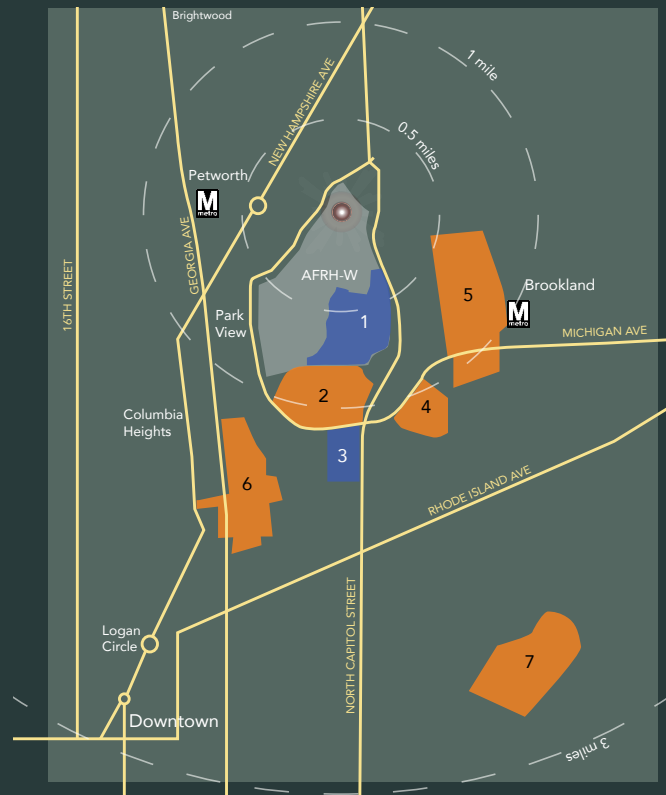 Brightwood
1 mile
NEW HAMPSHIRE AVE
0.5 miles
Petworth
M
metro
GEORGIA AVE
16TH STREET
AFRH-W
5
Brookland
M
metro
Park
View
1
MICHIGAN AVE
2
4
Columbia
Heights
3
6
RHODE ISLAND AVE
NORTH CAPITOL STREET
Logan
Circle
7
Downtown
3 miles